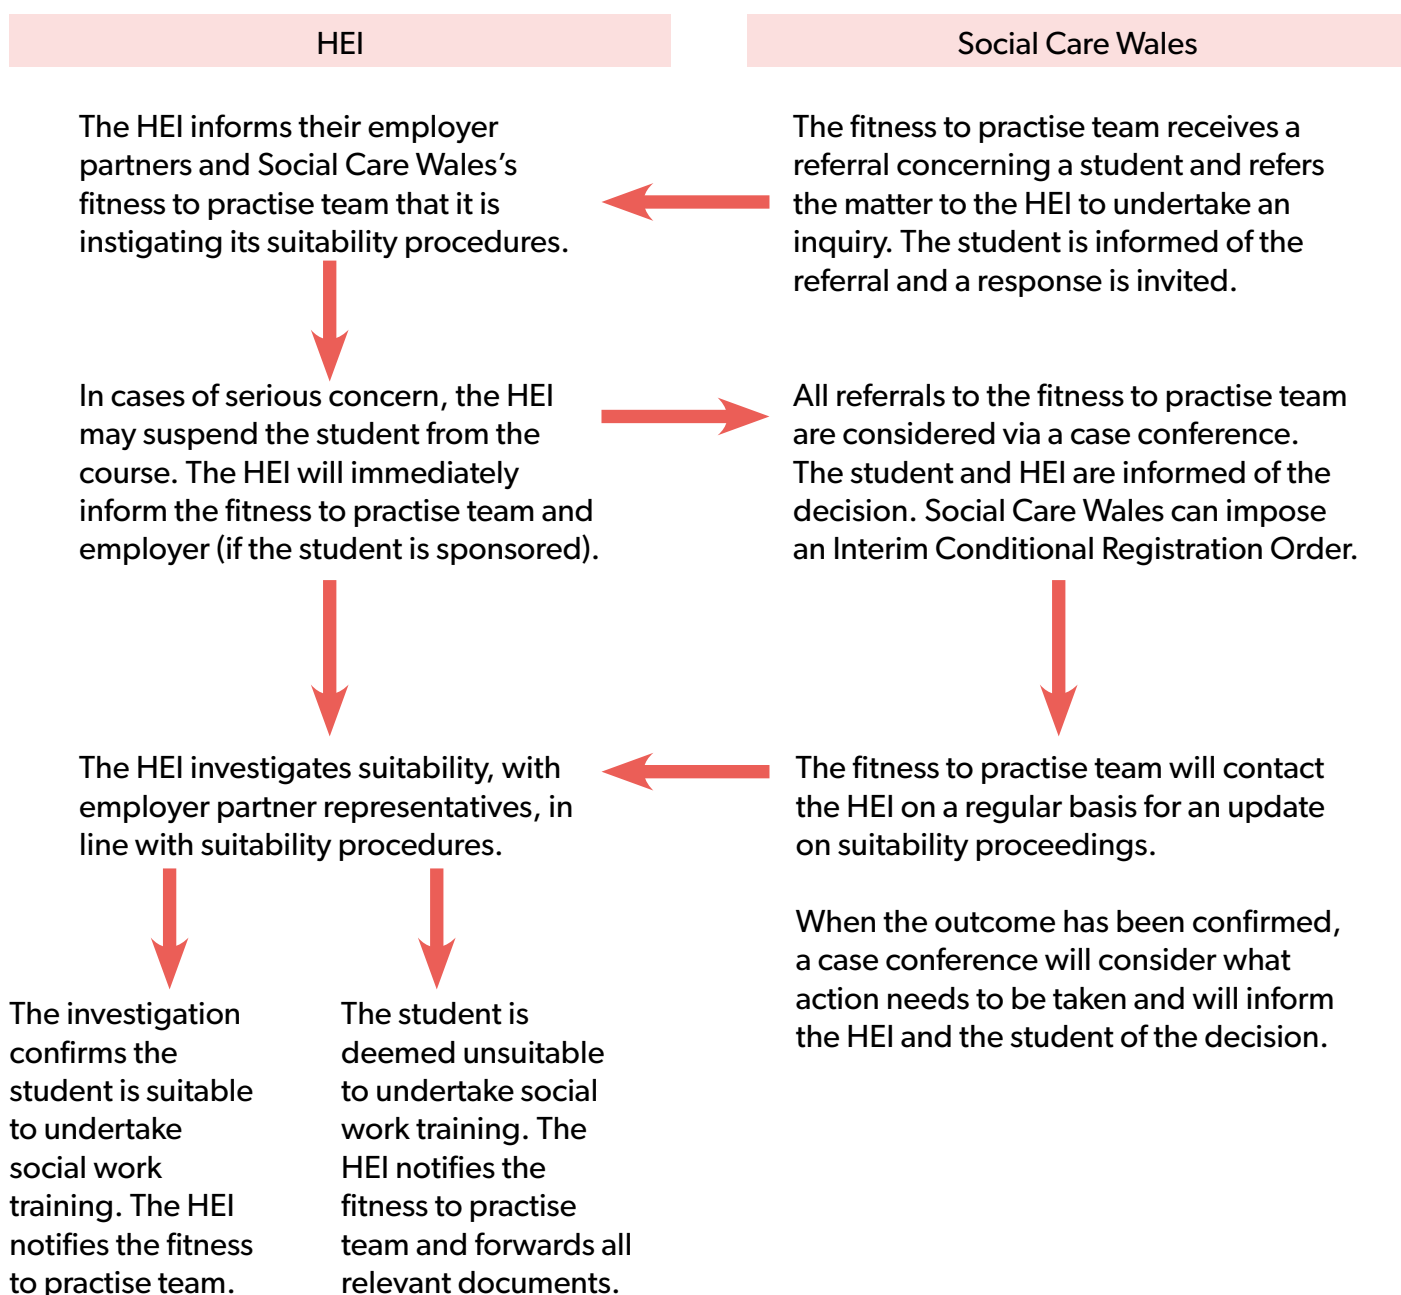 HEI
Social Care Wales
The HEI informs their employer
partners and Social Care Wales's
fitness to practise team that it is
instigating its suitability procedures.
The fitness to practise team receives a
referral concerning a student and refers
the matter to the HEI to undertake an
inquiry. The student is informed of the
referral and a response is invited.
In cases of serious concern, the HEI
may suspend the student from the
course. The HEI will immediately
inform the fitness to practise team and
employer (if the student is sponsored).
All referrals to the fitness to practise team
are considered via a case conference.
The student and HEI are informed of the
decision. Social Care Wales can impose
an Interim Conditional Registration Order.
The HEI investigates suitability, with
employer partner representatives, in
line with suitability procedures.
The fitness to practise team will contact
the HEI on a regular basis for an update
on suitability proceedings.
When the outcome has been confirmed,
a case conference will consider what
action needs to be taken and will inform
the HEI and the student of the decision.
The investigation
confirms the
student is suitable
to undertake
social work
training. The HEI
notifies the fitness
to practise team.
The student is
deemed unsuitable
to undertake social
work training. The
HEI notifies the
fitness to practise
team and forwards all
relevant documents.